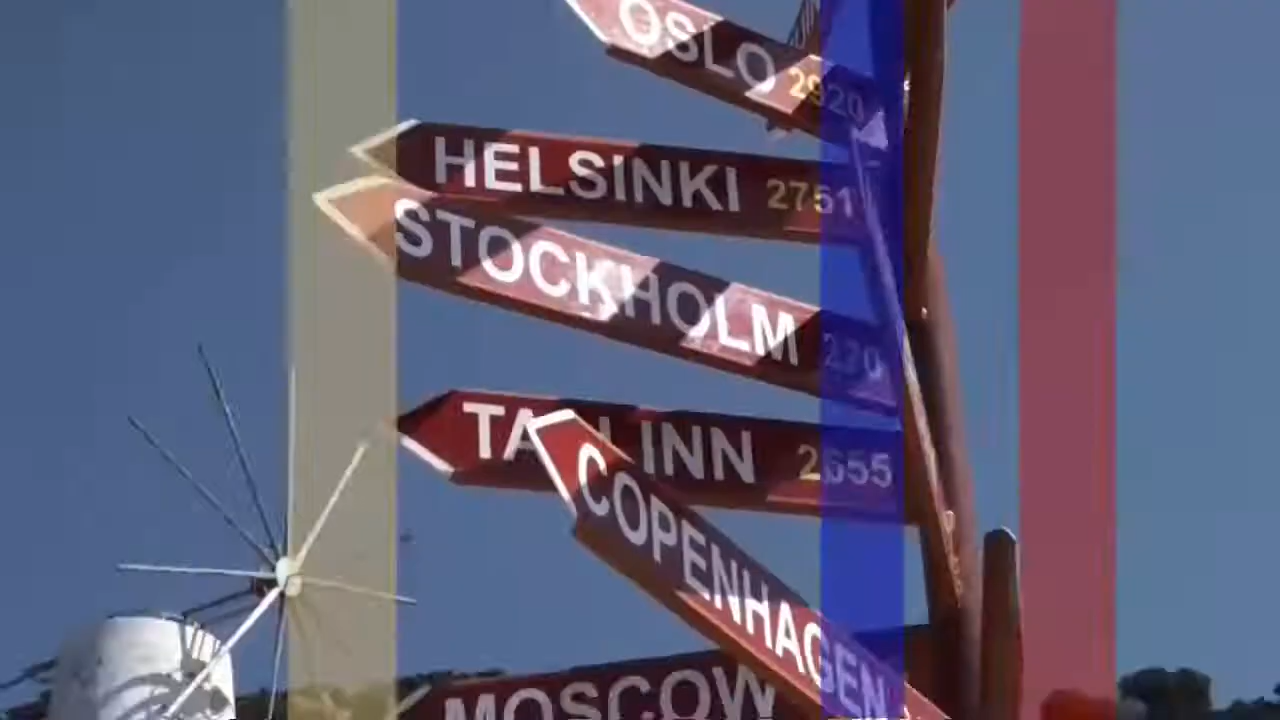 OSLO 2920
HELSINKI 2751
STOCKHOLM
TALLINN 2655
COPENHAGEN
MOSCOW